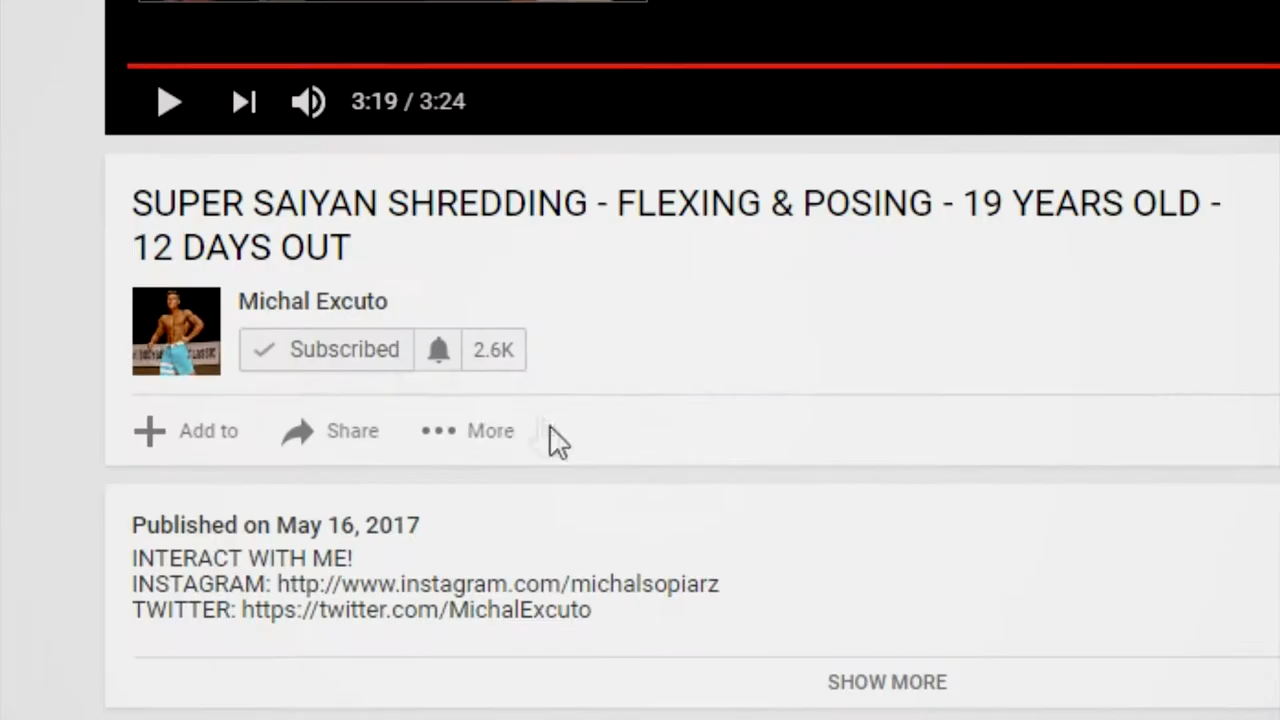 3:19 / 3:24
SUPER SAIYAN SHREDDING - FLEXING & POSING - 19 YEARS OLD -
12 DAYS OUT
Michal Excuto
Subscribed 2.6K
Add to Share More
Published on May 16, 2017
INTERACT WITH ME!
INSTAGRAM: http://www.instagram.com/michalsopiarz
TWITTER: https://twitter.com/MichalExcuto
SHOW MORE